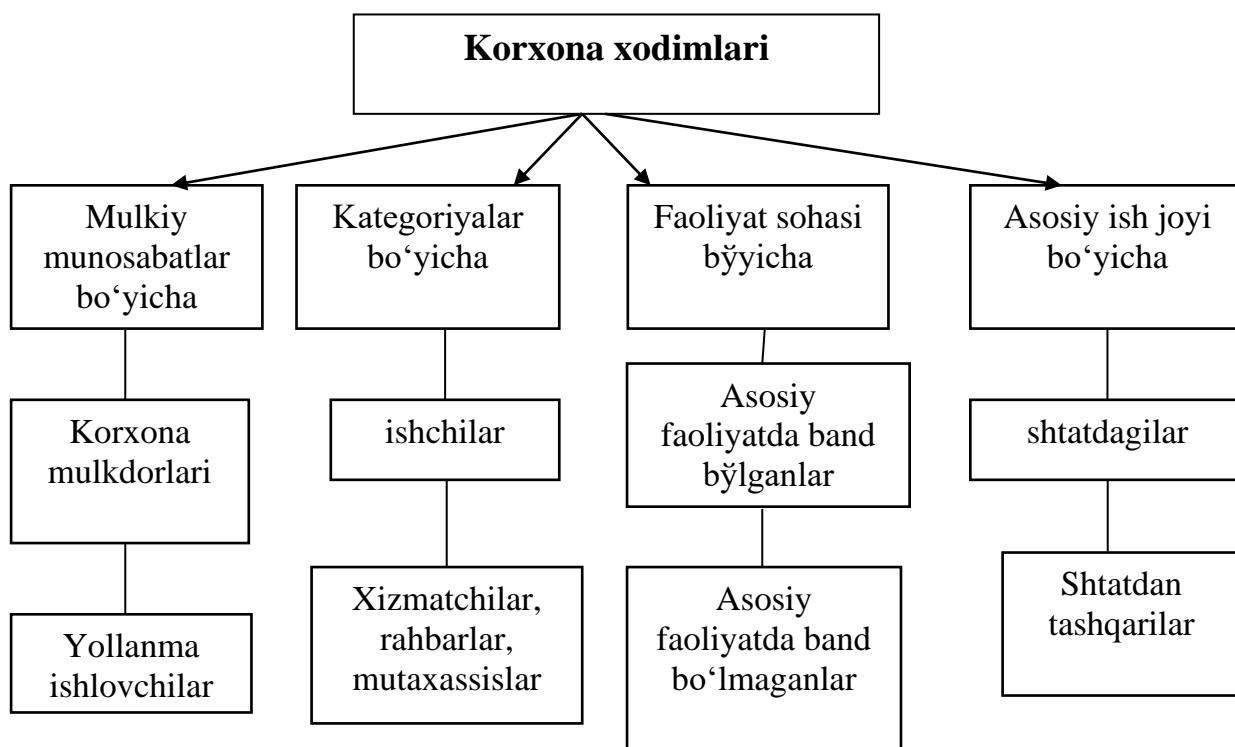 Korxona xodimlari
Mulkiy
munosabatlar
bo‘yicha
Kategoriyalar
bo‘yicha
Faoliyat sohasi
bўyicha
Asosiy ish joyi
bo‘yicha
Korxona
mulkdorlari
ishchilar
Asosiy
faoliyatda band
bўlganlar
shtatdagilar
Yollanma
ishlovchilar
Xizmatchilar,
rahbarlar,
mutaxassislar
Asosiy
faoliyatda band
bo‘lmaganlar
Shtatdan
tashqarilar